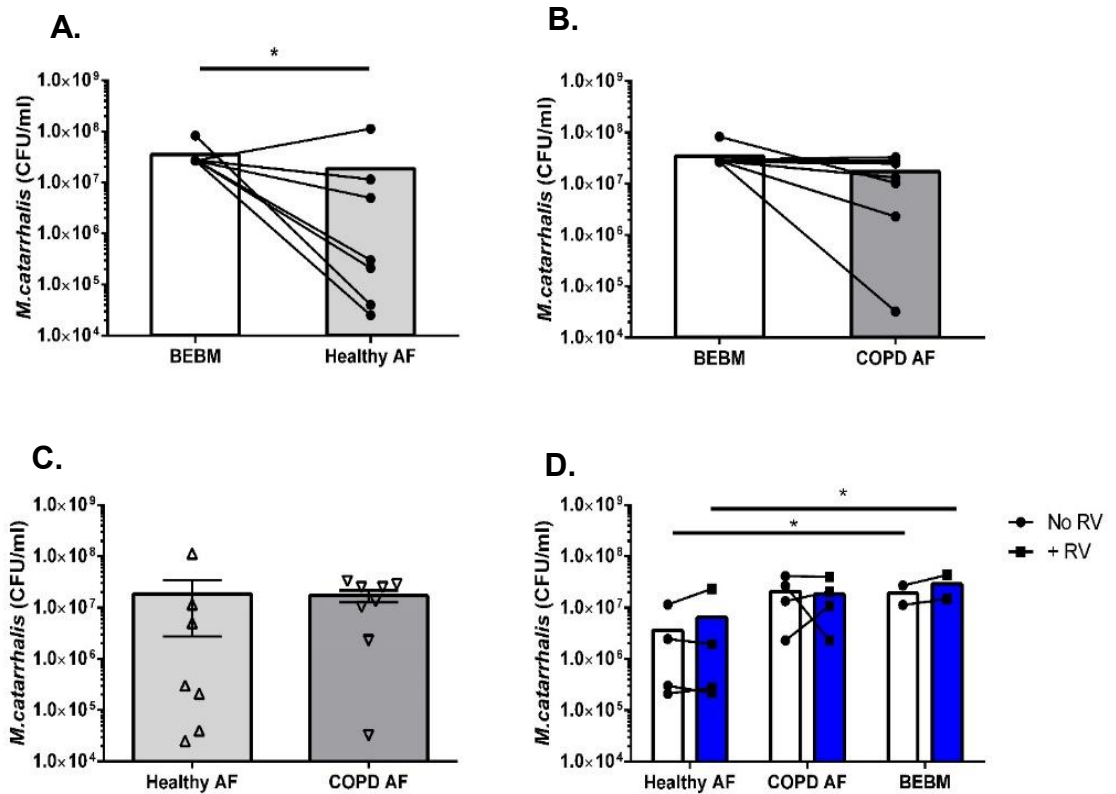 A.
*
1.0×10⁹
1.0×10⁸
1.0×10⁷
1.0×10⁶
1.0×10⁵
1.0×10⁴
M.catarrhalis (CFU/ml)
BEBM Healthy AF
B.
1.0×10⁹
1.0×10⁸
1.0×10⁷
1.0×10⁶
1.0×10⁵
1.0×10⁴
M.catarrhalis (CFU/ml)
BEBM COPD AF
C.
1.0×10⁹
1.0×10⁸
1.0×10⁷
1.0×10⁶
1.0×10⁵
1.0×10⁴
M.catarrhalis (CFU/ml)
Healthy AF COPD AF
D.
*
*
1.0×10⁹
1.0×10⁸
1.0×10⁷
1.0×10⁶
1.0×10⁵
1.0×10⁴
M.catarrhalis (CFU/ml)
Healthy AF COPD AF BEBM
No RV
+ RV